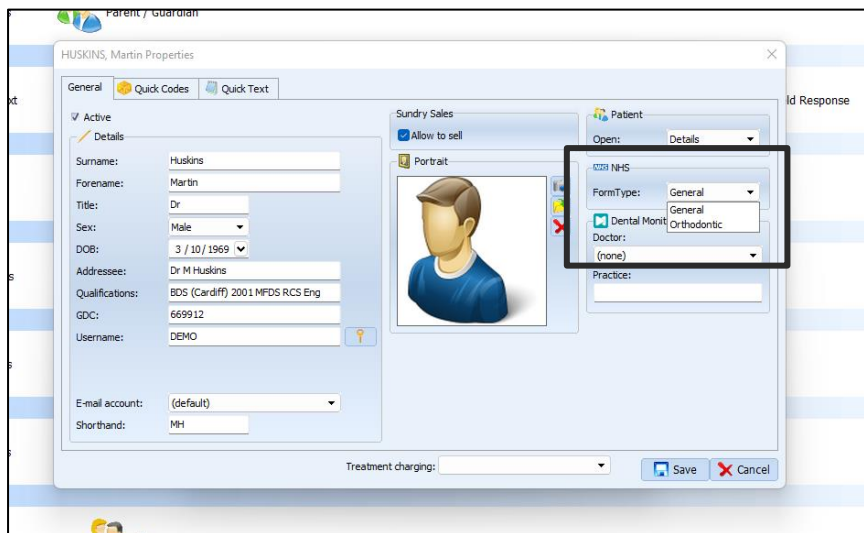 Parent / Guardian
HUSKINS, Martin Properties
General
Quick Codes
Quick Text
ld Response
Active
Details
Surname: Huskins
Forename: Martin
Title: Dr
Sex: Male
DOB: 3 / 10 / 1969
Addressee: Dr M Huskins
Qualifications: BDS (Cardiff) 2001 MFDS RCS Eng
GDC: 669912
Username: DEMO
E-mail account: (default)
Shorthand: MH
Sundry Sales
Allow to sell
Portrait
Patient
Open: Details
NHS NHS
FormType: General
General
Orthodontic
Dental Monit
Doctor:
(none)
Practice:
Treatment charging:
Save
Cancel